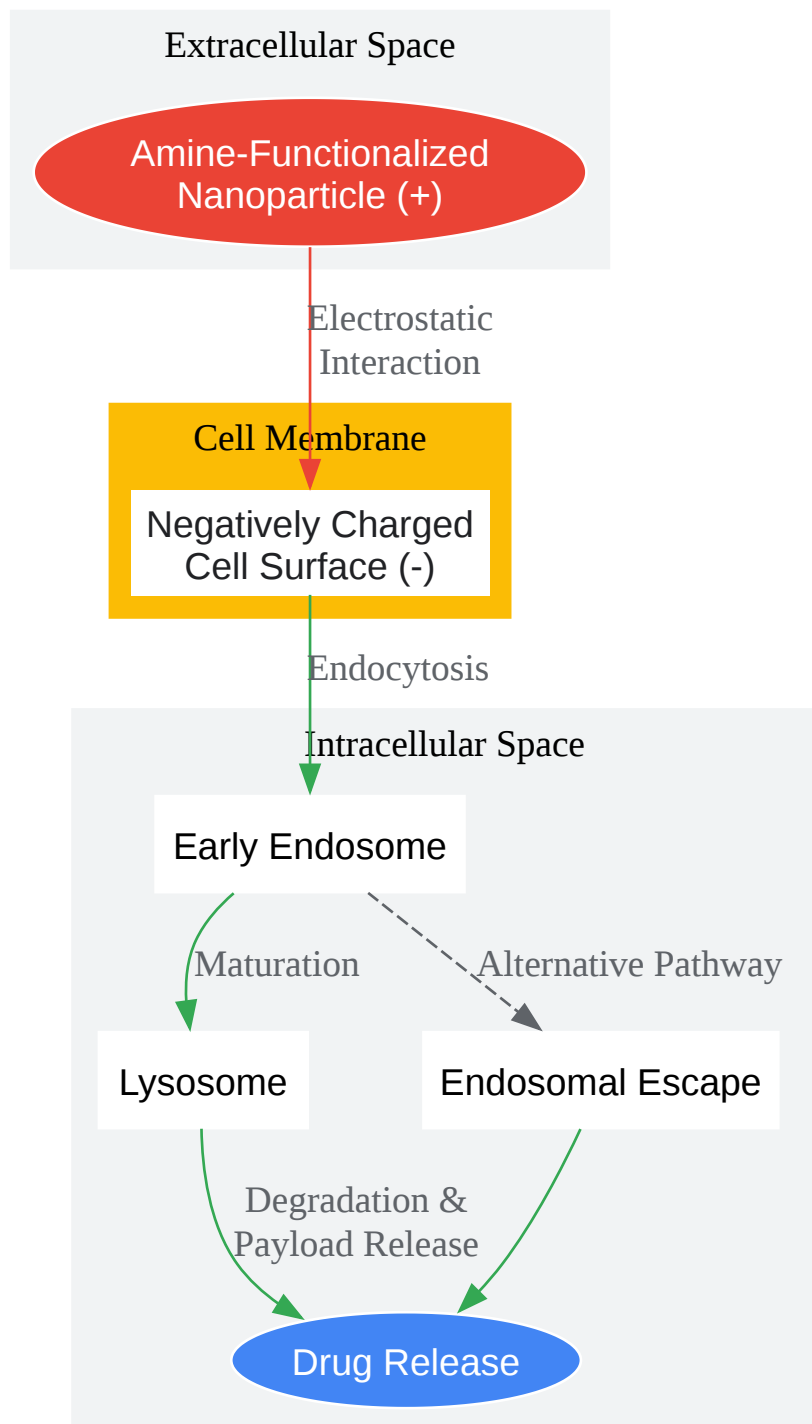 Extracellular Space
Amine-Functionalized
Nanoparticle (+)
Electrostatic
Interaction
Cell Membrane
Negatively Charged
Cell Surface (-)
Endocytosis
Intracellular Space
Early Endosome
Maturation
Alternative Pathway
Lysosome
Endosomal Escape
Degradation &
Payload Release
Drug Release